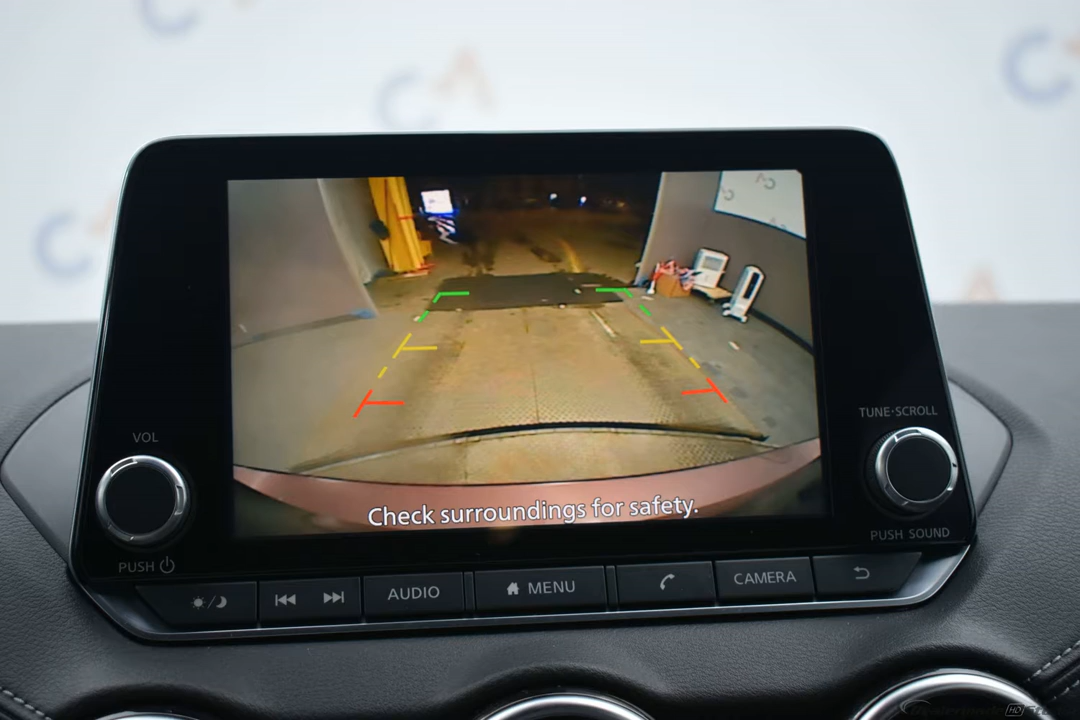 Check surroundings for safety.
VOL
TUNE·SCROLL
PUSH
PUSH SOUND
AUDIO
MENU
CAMERA